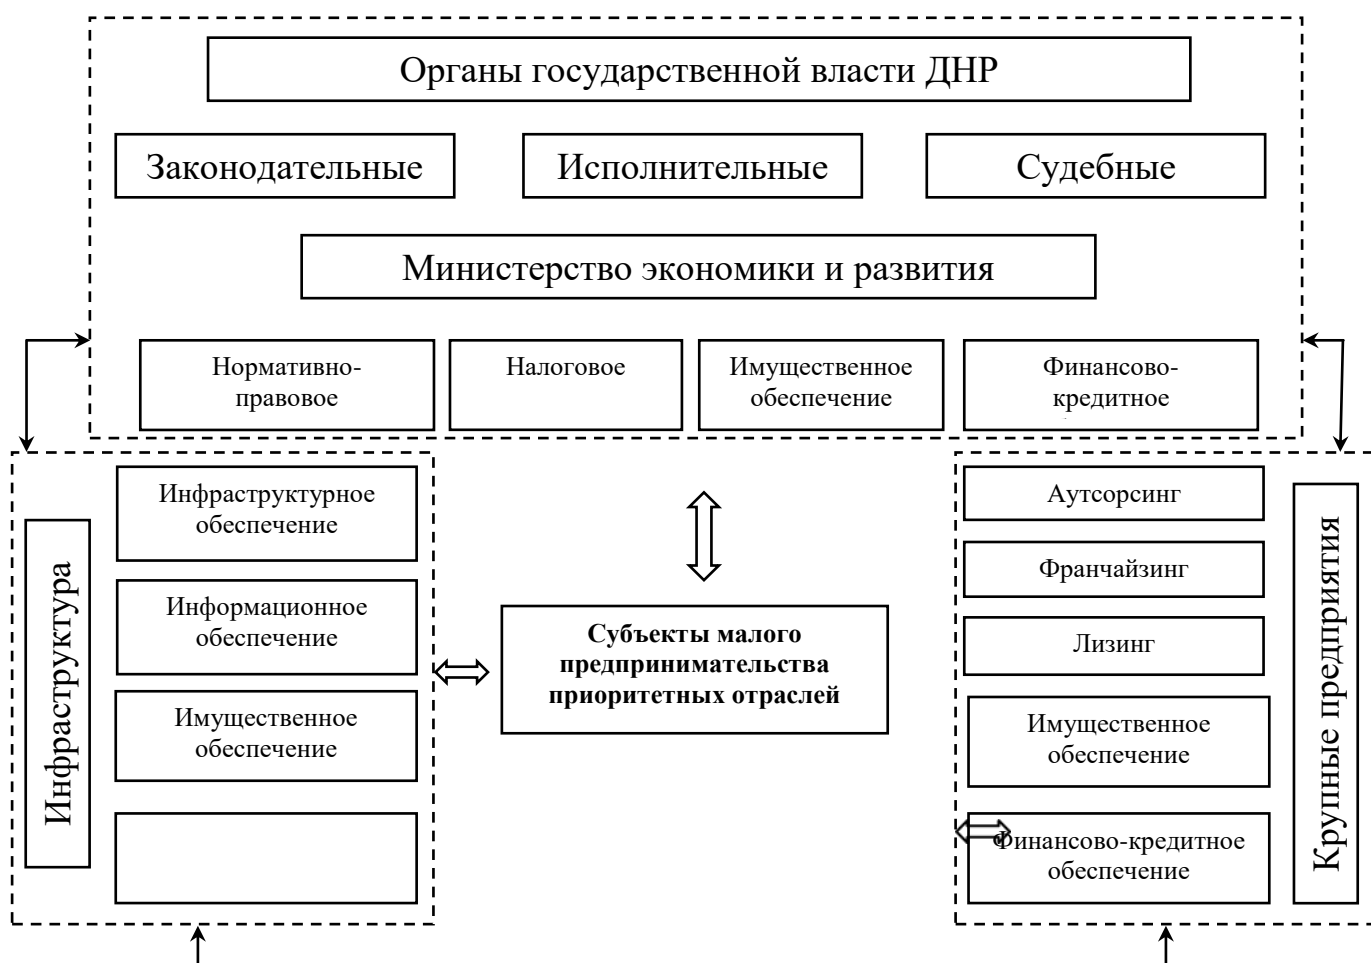 Органы государственной власти ДНР
Законодательные
Исполнительные
Судебные
Министерство экономики и развития
Нормативно-
правовое
Налоговое
Имущественное
обеспечение
Финансово-
кредитное
Инфраструктура
Инфраструктурное
обеспечение
Информационное
обеспечение
Имущественное
обеспечение
Субъекты малого
предпринимательства
приоритетных отраслей
Аутсорсинг
Франчайзинг
Лизинг
Имущественное
обеспечение
Финансово-кредитное
обеспечение
Крупные предприятия